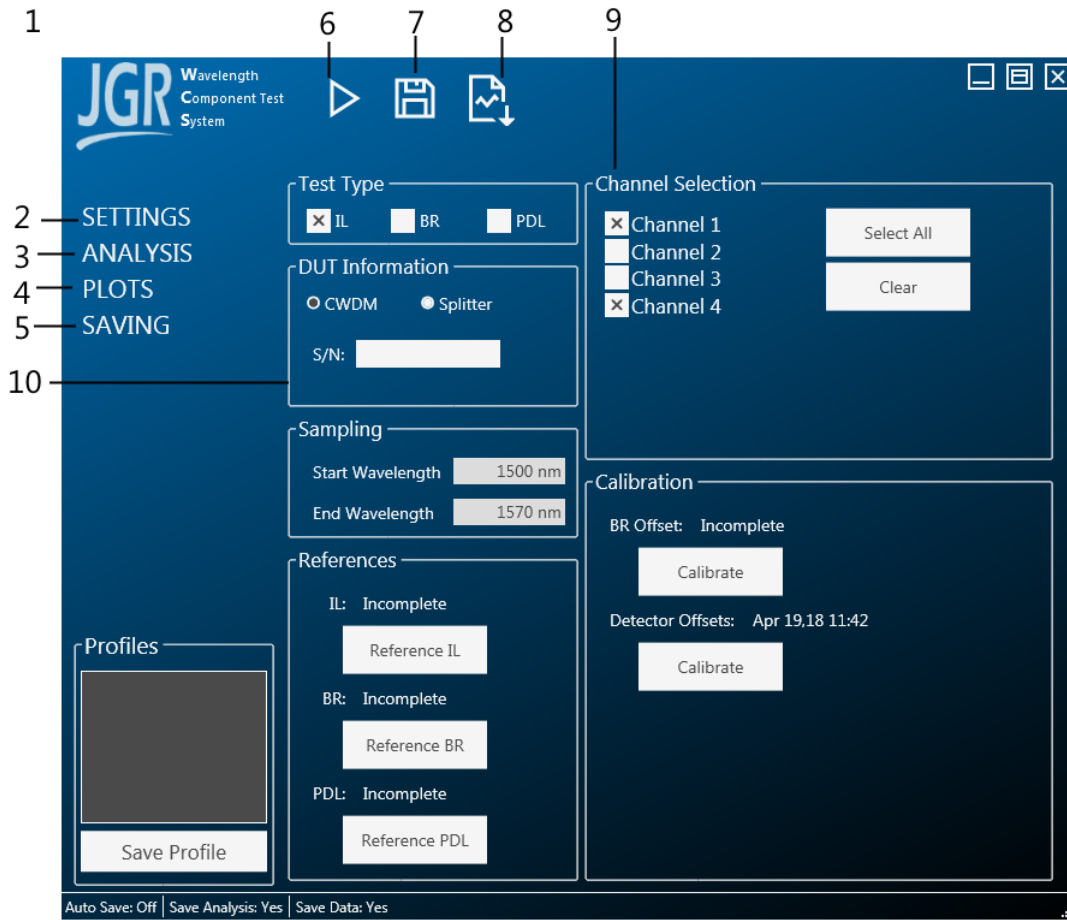 1
6
7
8
9
JGR
Wavelength
Component Test
System
2
SETTINGS
3
ANALYSIS
4
PLOTS
5
SAVING
10
Test Type
IL
BR
PDL
DUT Information
CWDM
Splitter
S/N:
Sampling
Start Wavelength
1500 nm
End Wavelength
1570 nm
References
IL: Incomplete
Reference IL
BR: Incomplete
Reference BR
PDL: Incomplete
Reference PDL
Channel Selection
Channel 1
Channel 2
Channel 3
Channel 4
Select All
Clear
Calibration
BR Offset: Incomplete
Calibrate
Detector Offsets: Apr 19,18 11:42
Calibrate
Profiles
Save Profile
Auto Save: Off
Save Analysis: Yes
Save Data: Yes